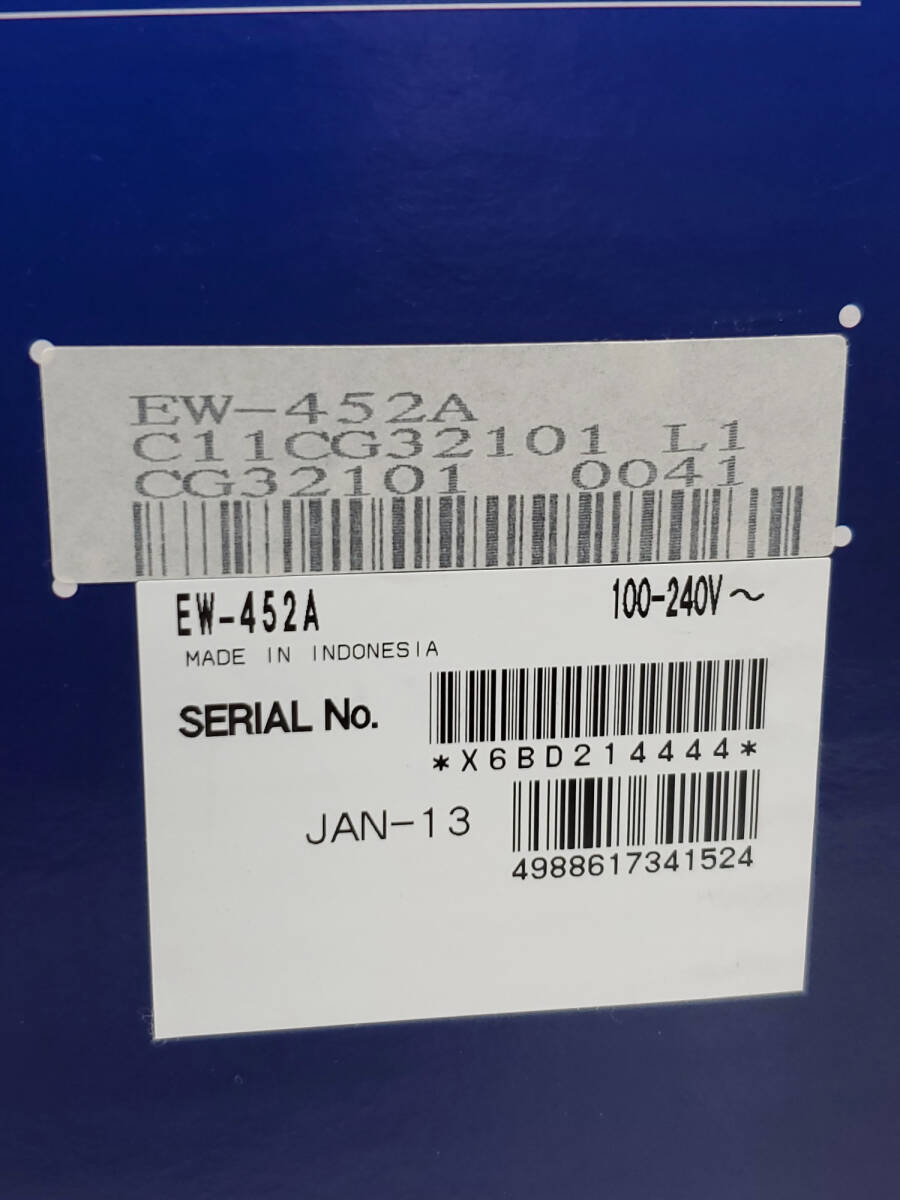 EW-452A
C11CG32101 L1
CG32101 0041
EW-452A 100-240V～
MADE IN INDONESIA
SERIAL No.
*X6BD214444*
JAN-13
4988617341524